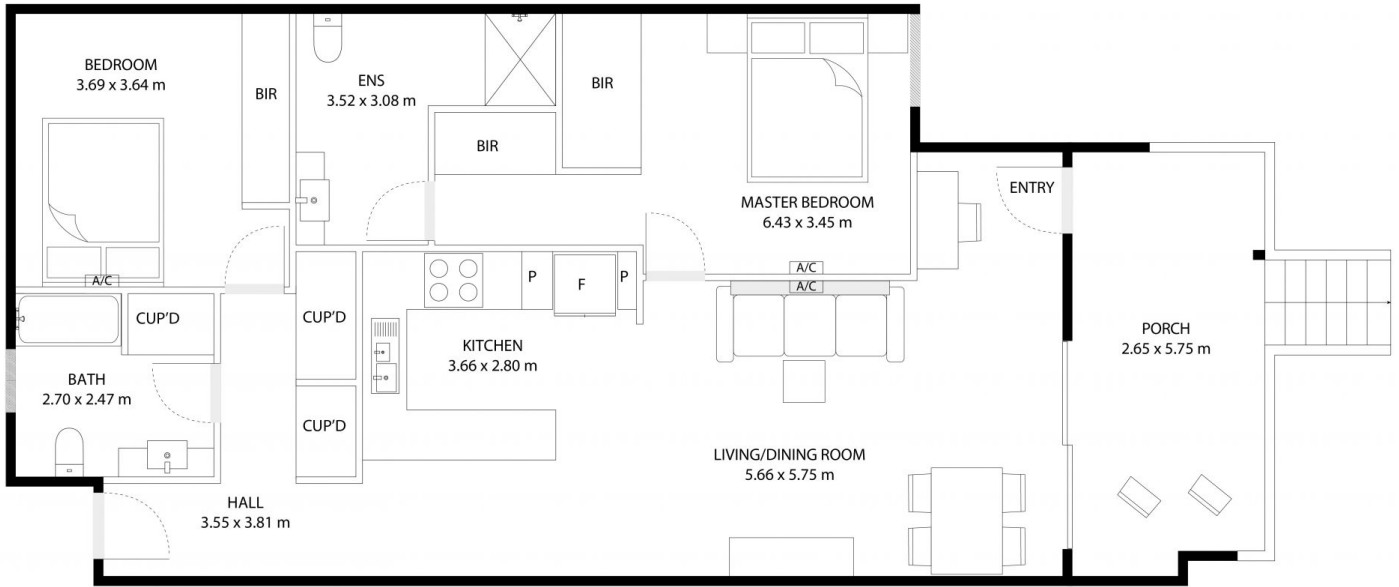 BEDROOM
3.69 x 3.64 m
BIR
ENS
3.52 x 3.08 m
BIR
BIR
MASTER BEDROOM
6.43 x 3.45 m
ENTRY
A/C
A/C
A/C
CUP'D
CUP'D
CUP'D
P
F
P
KITCHEN
3.66 x 2.80 m
BATH
2.70 x 2.47 m
PORCH
2.65 x 5.75 m
LIVING/DINING ROOM
5.66 x 5.75 m
HALL
3.55 x 3.81 m